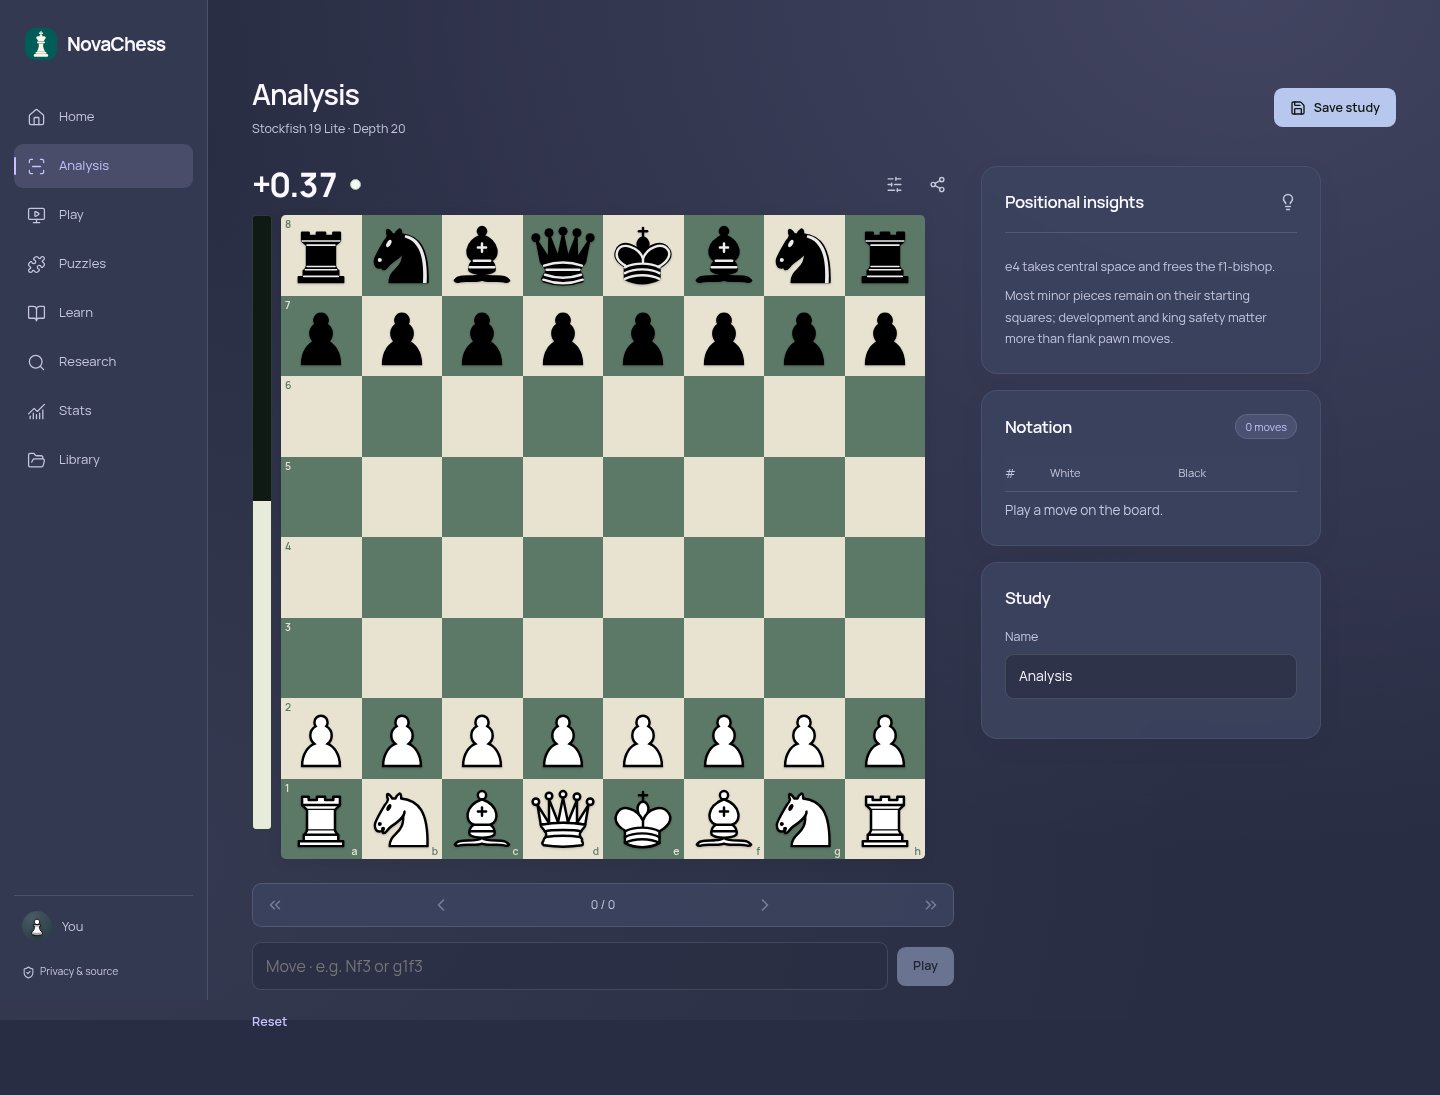 NovaChess
Home
Analysis
Play
Puzzles
Learn
Research
Stats
Library
You
Privacy & source
Analysis
Stockfish 19 Lite · Depth 20
Save study
+0.37
8
7
6
5
4
3
2
1
a b c d e f g h
0 / 0
Move · e.g. Nf3 or g1f3
Play
Reset
Positional insights
e4 takes central space and frees the f1-bishop.
Most minor pieces remain on their starting
squares; development and king safety matter
more than flank pawn moves.
Notation
0 moves
# White Black
Play a move on the board.
Study
Name
Analysis